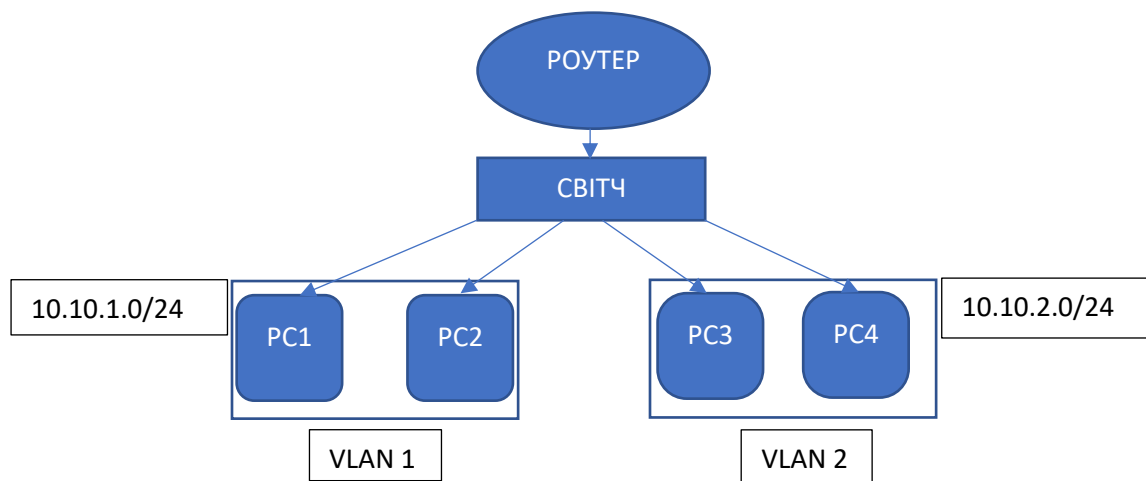 РОУТЕР
СВІТЧ
10.10.1.0/24
PC1
PC2
PC3
PC4
10.10.2.0/24
VLAN 1
VLAN 2